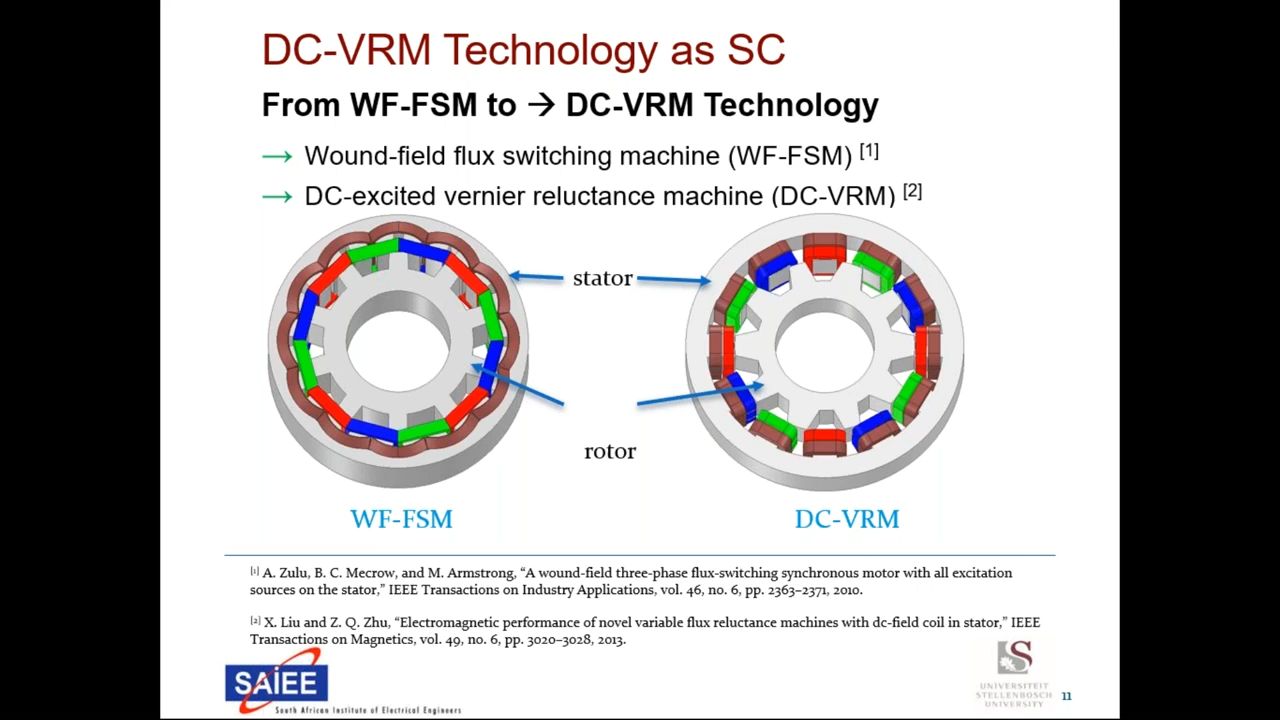 DC-VRM Technology as SC
From WF-FSM to → DC-VRM Technology
→ Wound-field flux switching machine (WF-FSM) [1]
→ DC-excited vernier reluctance machine (DC-VRM) [2]
stator
rotor
WF-FSM
DC-VRM
[1] A. Zulu, B. C. Mecrow, and M. Armstrong, “A wound-field three-phase flux-switching synchronous motor with all excitation
sources on the stator,” IEEE Transactions on Industry Applications, vol. 46, no. 6, pp. 2363–2371, 2010.
[2] X. Liu and Z. Q. Zhu, “Electromagnetic performance of novel variable flux reluctance machines with dc-field coil in stator,” IEEE
Transactions on Magnetics, vol. 49, no. 6, pp. 3020–3028, 2013.
SAiEE
South African Institute of Electrical Engineers
S
UNIVERSITEIT
STELLENBOSCH
UNIVERSITY
11